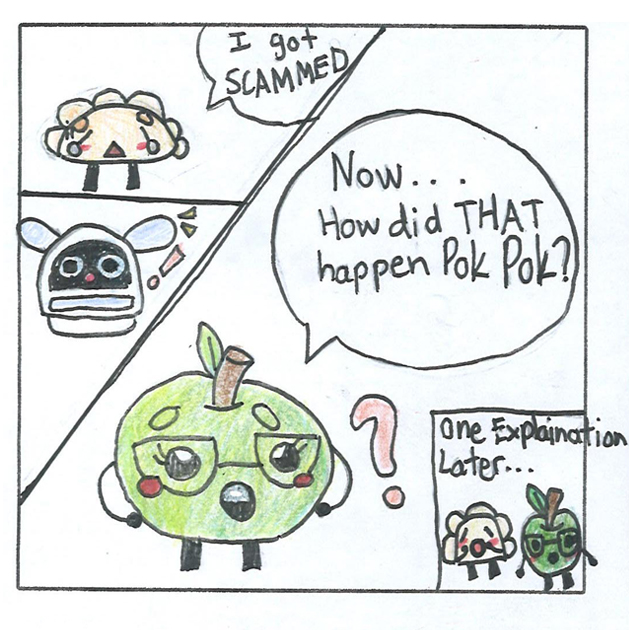 I got
SCAMMED
Now...
How did THAT
happen Pok Pok?
One Explaination
Later...